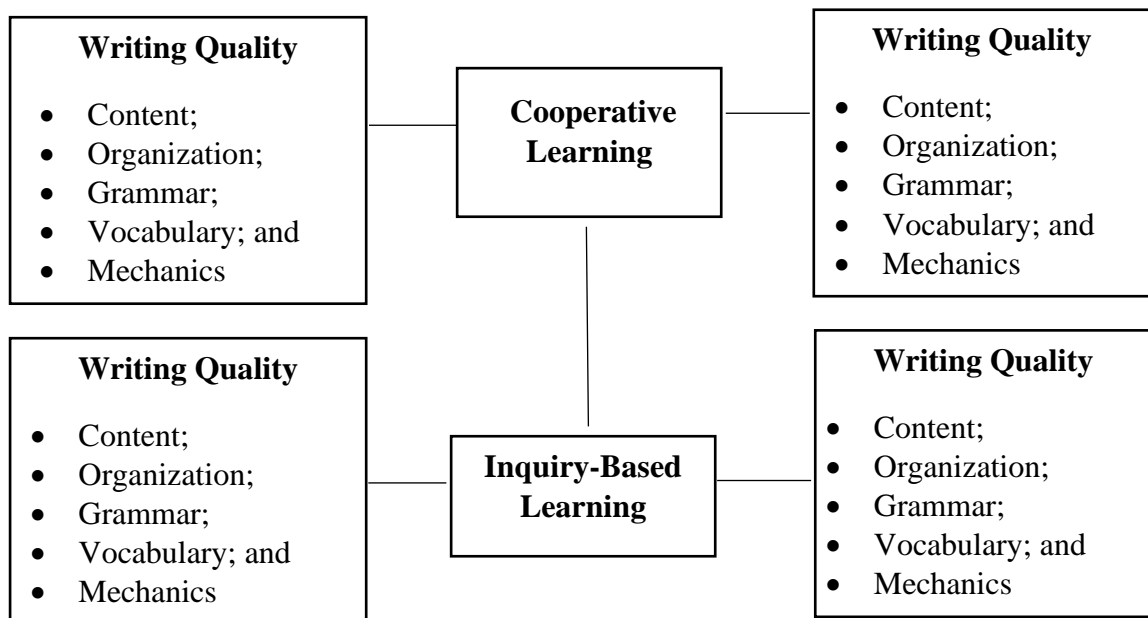 Writing Quality
• Content;
• Organization;
• Grammar;
• Vocabulary; and
• Mechanics
Cooperative
Learning
Writing Quality
• Content;
• Organization;
• Grammar;
• Vocabulary; and
• Mechanics
Writing Quality
• Content;
• Organization;
• Grammar;
• Vocabulary; and
• Mechanics
Inquiry-Based
Learning
Writing Quality
• Content;
• Organization;
• Grammar;
• Vocabulary; and
• Mechanics